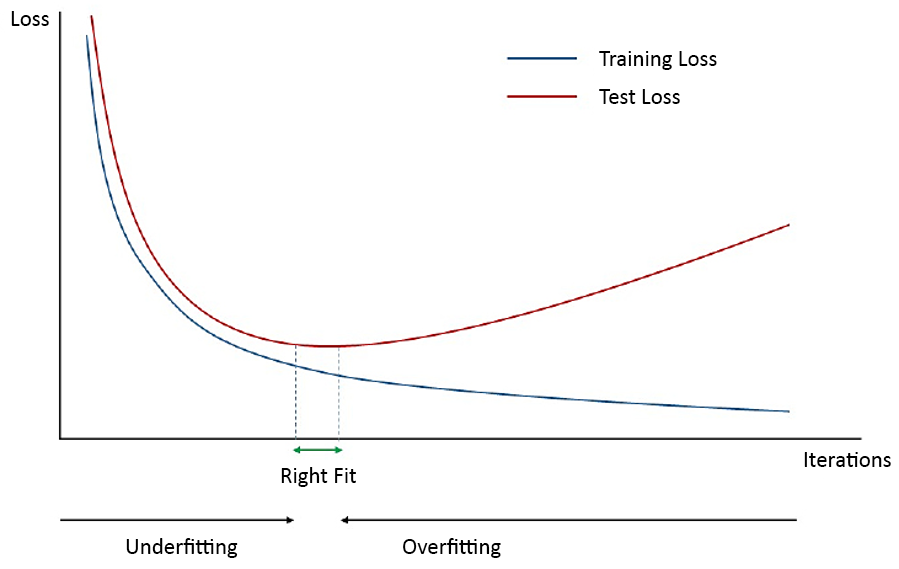 Loss
Training Loss
Test Loss
Iterations
Right Fit
Underfitting
Overfitting